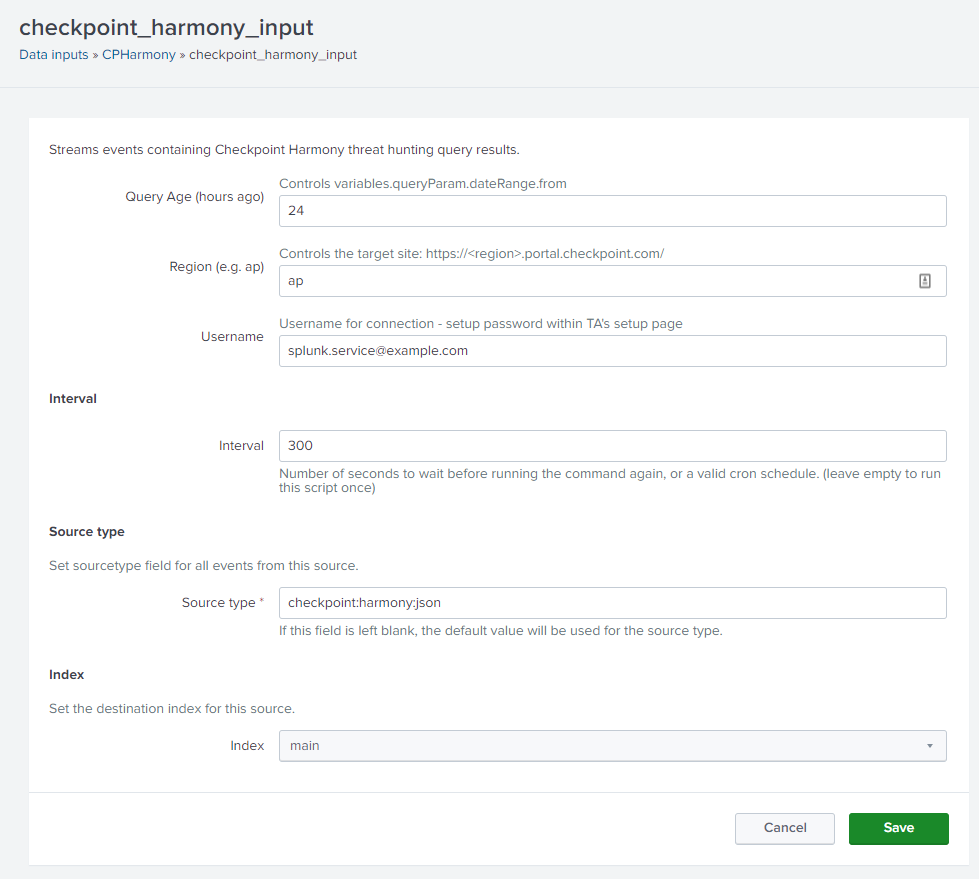 checkpoint_harmony_input
Data inputs » CPHarmony » checkpoint_harmony_input
Streams events containing Checkpoint Harmony threat hunting query results.
Controls variables.queryParam.dateRange.from
Query Age (hours ago)
24
Controls the target site: https://<region>.portal.checkpoint.com/
Region (e.g. ap)
ap
Username for connection - setup password within TA's setup page
Username
splunk.service@example.com
Interval
Interval
300
Number of seconds to wait before running the command again, or a valid cron schedule. (leave empty to run
this script once)
Source type
Set sourcetype field for all events from this source.
Source type *
checkpoint:harmony:json
If this field is left blank, the default value will be used for the source type.
Index
Set the destination index for this source.
Index
main
Cancel
Save